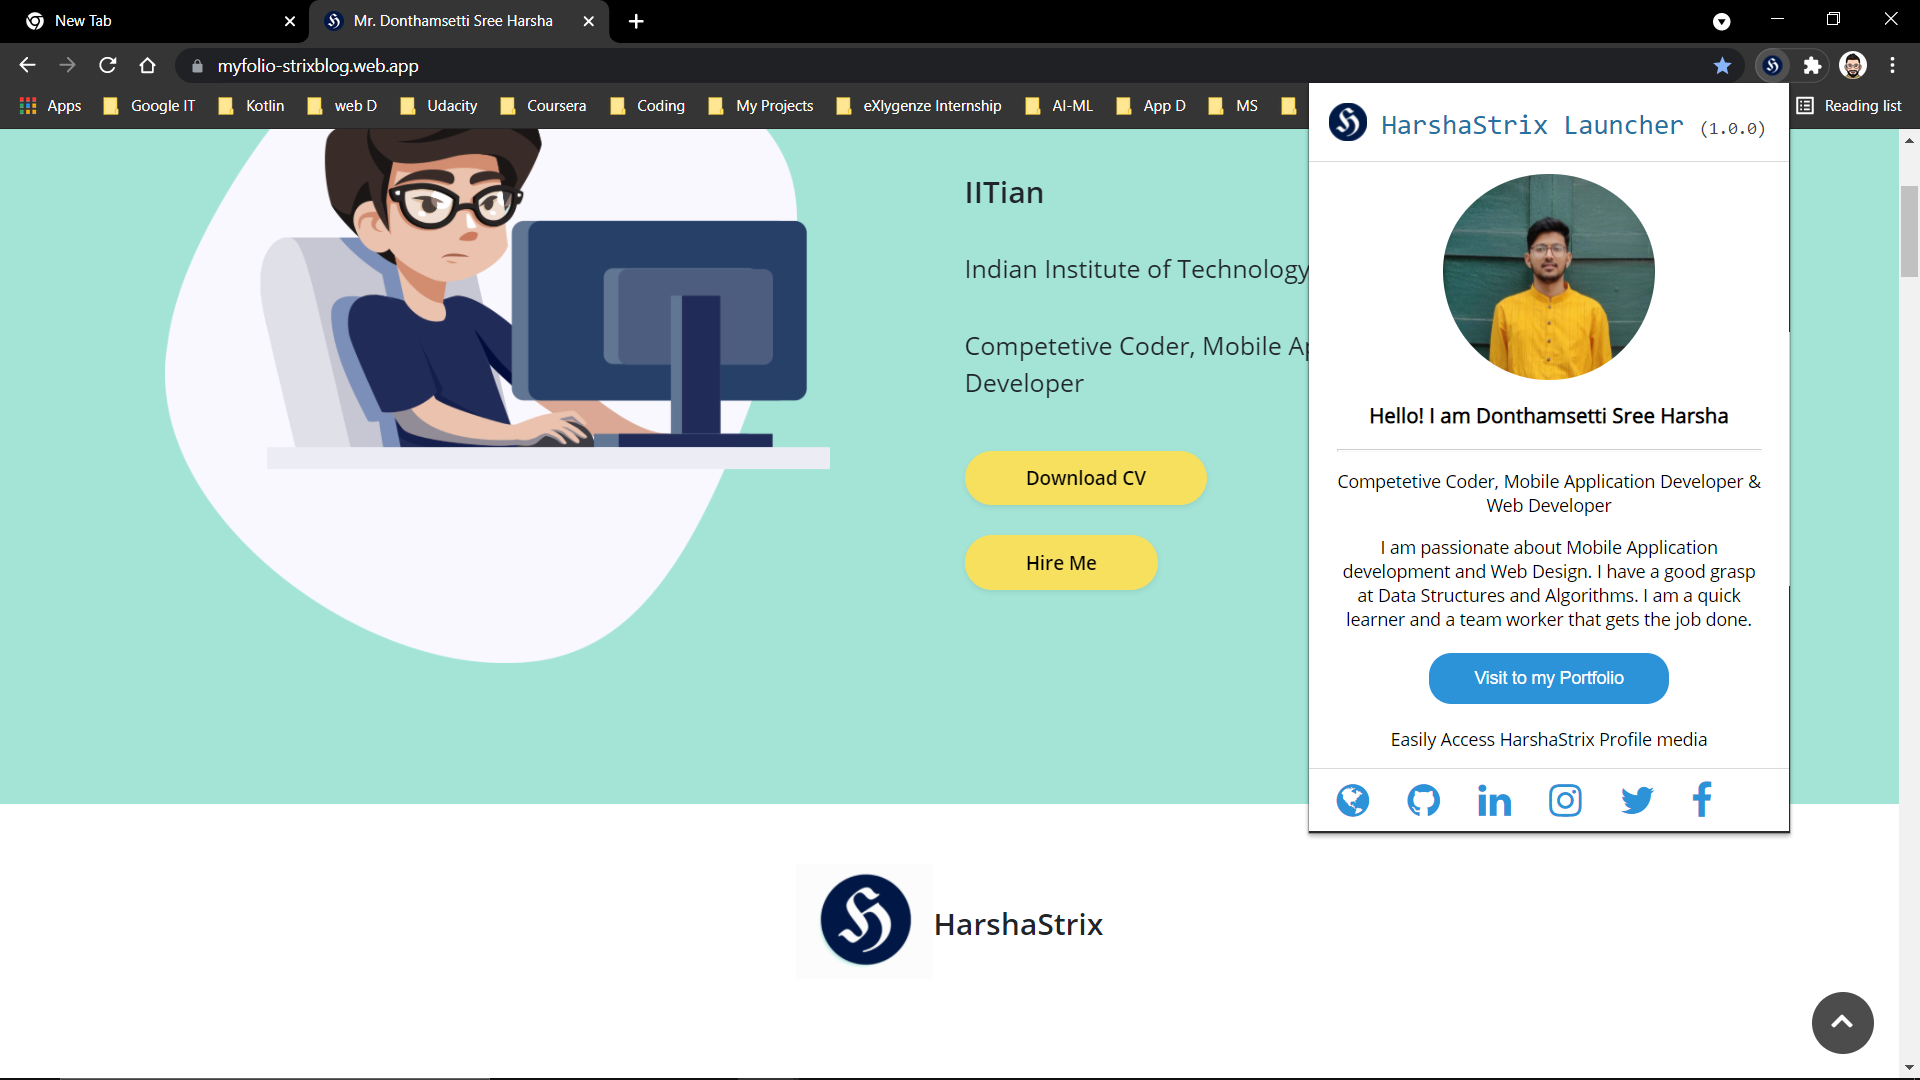 New Tab
Mr. Donthamsetti Sree Harsha
myfolio-strixblog.web.app
Apps
Google IT
Kotlin
web D
Udacity
Coursera
Coding
My Projects
eXlygenze Internship
AI-ML
App D
MS
Reading list
IITian
Indian Institute of Technology
Competetive Coder, Mobile Ap
Developer
Download CV
Hire Me
HarshaStrix Launcher (1.0.0)
Hello! I am Donthamsetti Sree Harsha
Competetive Coder, Mobile Application Developer &
Web Developer
I am passionate about Mobile Application
development and Web Design. I have a good grasp
at Data Structures and Algorithms. I am a quick
learner and a team worker that gets the job done.
Visit to my Portfolio
Easily Access HarshaStrix Profile media
HarshaStrix